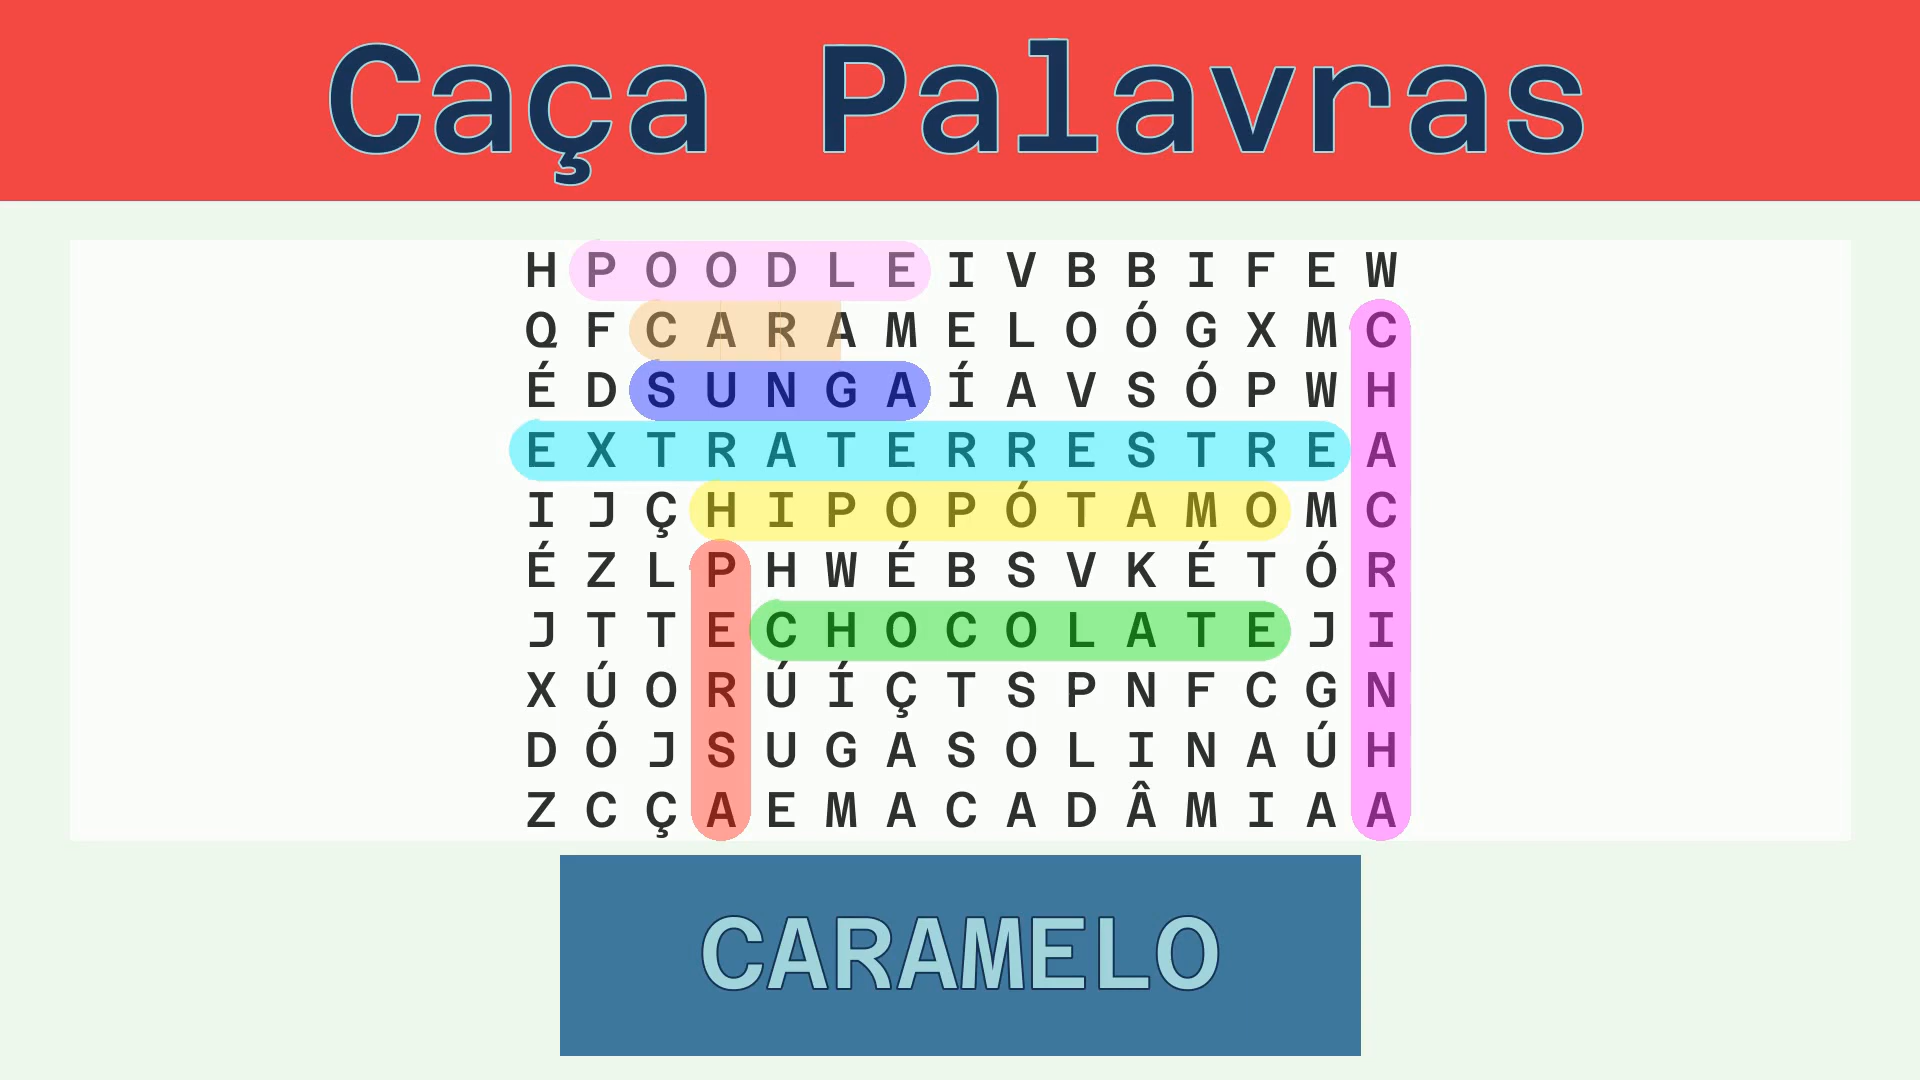 Caça Palavras
H P O O D L E I V B B I F E W
Q F C A R A M E L O Ó G X M C
É D S U N G A Í A V S Ó P W H
E X T R A T E R R E S T R E A
I J Ç H I P O P Ó T A M O M C
É Z L P H W É B S V K É T Ó R
J T T E C H O C O L A T E J I
X Ú O R Ú Í Ç T S P N F C G N
D Ó J S U G A S O L I N A Ú H
Z C Ç A E M A C A D Â M I A A
CARAMELO